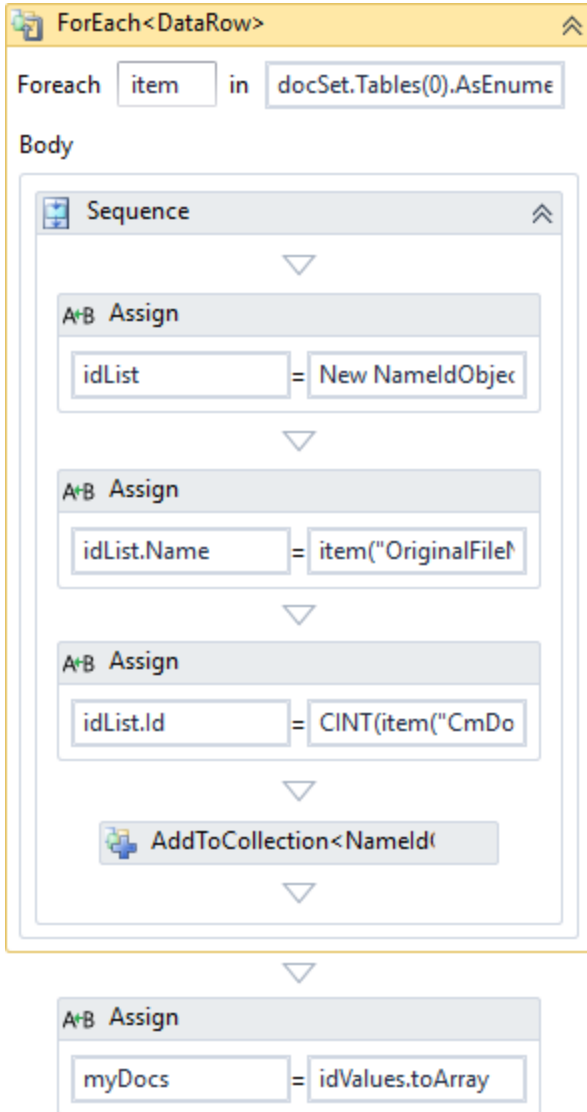 ForEach<DataRow>
Foreach item in docSet.Tables(0).AsEnume
Body
Sequence
A+B Assign
idList = New NameIdObjec
A+B Assign
idList.Name = item("OriginalFileN
A+B Assign
idList.Id = CINT(item("CmDo
AddToCollection<NameId(
A+B Assign
myDocs = idValues.toArray